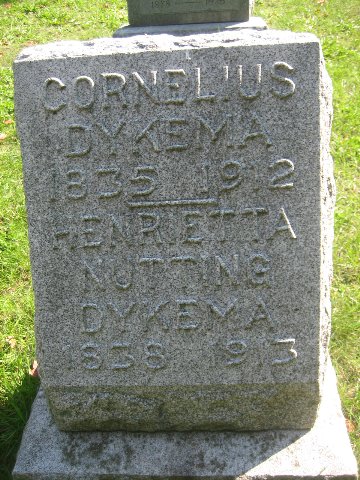 CORNELIUS
DYKEMA
1835 1912
HENRIETTA
NUTTING
DYKEMA
1838 1913